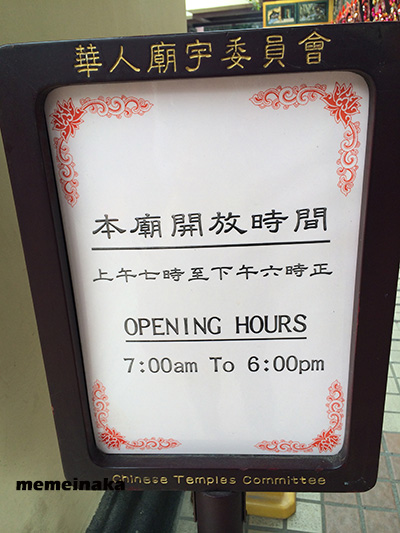 華人廟宇委員會
本廟開放時間
上午七時至下午六時正
OPENING HOURS
7:00am To 6:00pm
Chinese Temples Committee
memeinaka